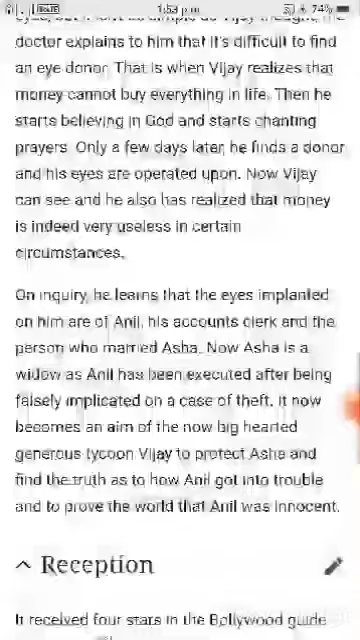 1:53 pm
74%
doctor explains to him that it's difficult to find
an eye donor. That is when Vijay realizes that
money cannot buy everything in life. Then he
starts believing in God and starts chanting
prayers. Only a few days later, he finds a donor
and his eyes are operated upon. Now Vijay
can see and he also has realized that money
is indeed very useless in certain
circumstances.
On inquiry, he learns that the eyes implanted
on him are of Anil, his accounts clerk and the
person who married Asha. Now Asha is a
widow as Anil has been executed after being
falsely implicated on a case of theft. It now
becomes an aim of the now big hearted
generous tycoon Vijay to protect Asha and
find the truth as to how Anil got into trouble
and to prove the world that Anil was innocent.
Reception
It received four stars in the Bollywood guide